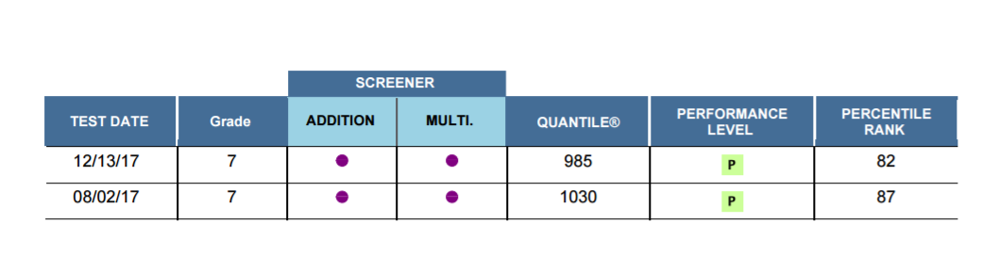 SCREENER
TEST DATE Grade ADDITION MULTI. QUANTILE® PERFORMANCE LEVEL PERCENTILE RANK
12/13/17 7 985 P 82
08/02/17 7 1030 P 87